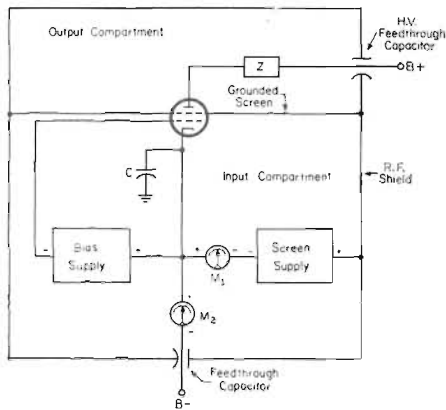 Output Compartment
H.V.
Feedthrough
Capacitor
Z
B+
Grounded
Screen
C
Input Compartment
R.F.
Shield
- Bias Supply +
+ M₁ -
- Screen Supply +
+
M₂
-
Feedthrough
Capacitor
B-